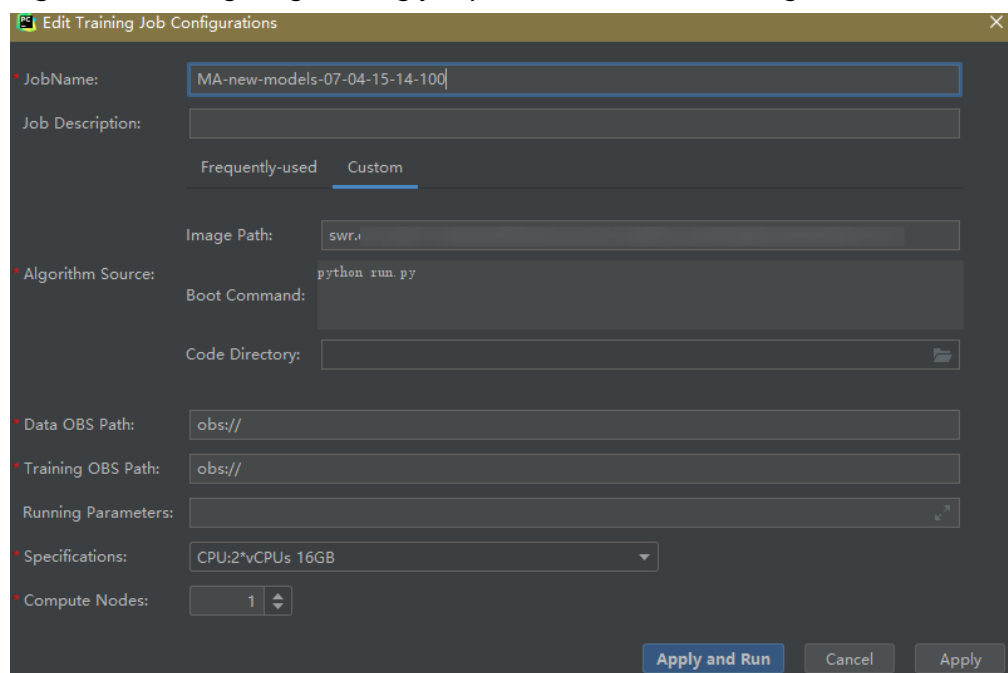 PC
Edit Training Job Configurations
* JobName: MA-new-models-07-04-15-14-100
Job Description:
Frequently-used Custom
Image Path: swr.
* Algorithm Source:
python run.py
Boot Command:
Code Directory:
* Data OBS Path: obs://
* Training OBS Path: obs://
Running Parameters:
* Specifications: CPU:2*vCPUs 16GB
* Compute Nodes: 1
Apply and Run Cancel Apply